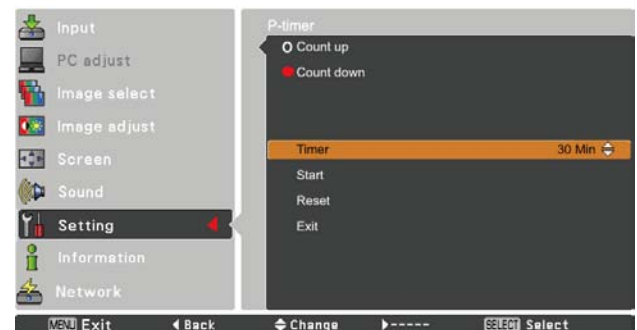 Input
PC adjust
Image select
Image adjust
Screen
Sound
Setting
Information
Network
P-timer
Count up
Count down
Timer 30 Min
Start
Reset
Exit
MENU Exit Back Change ----- SELECT Select